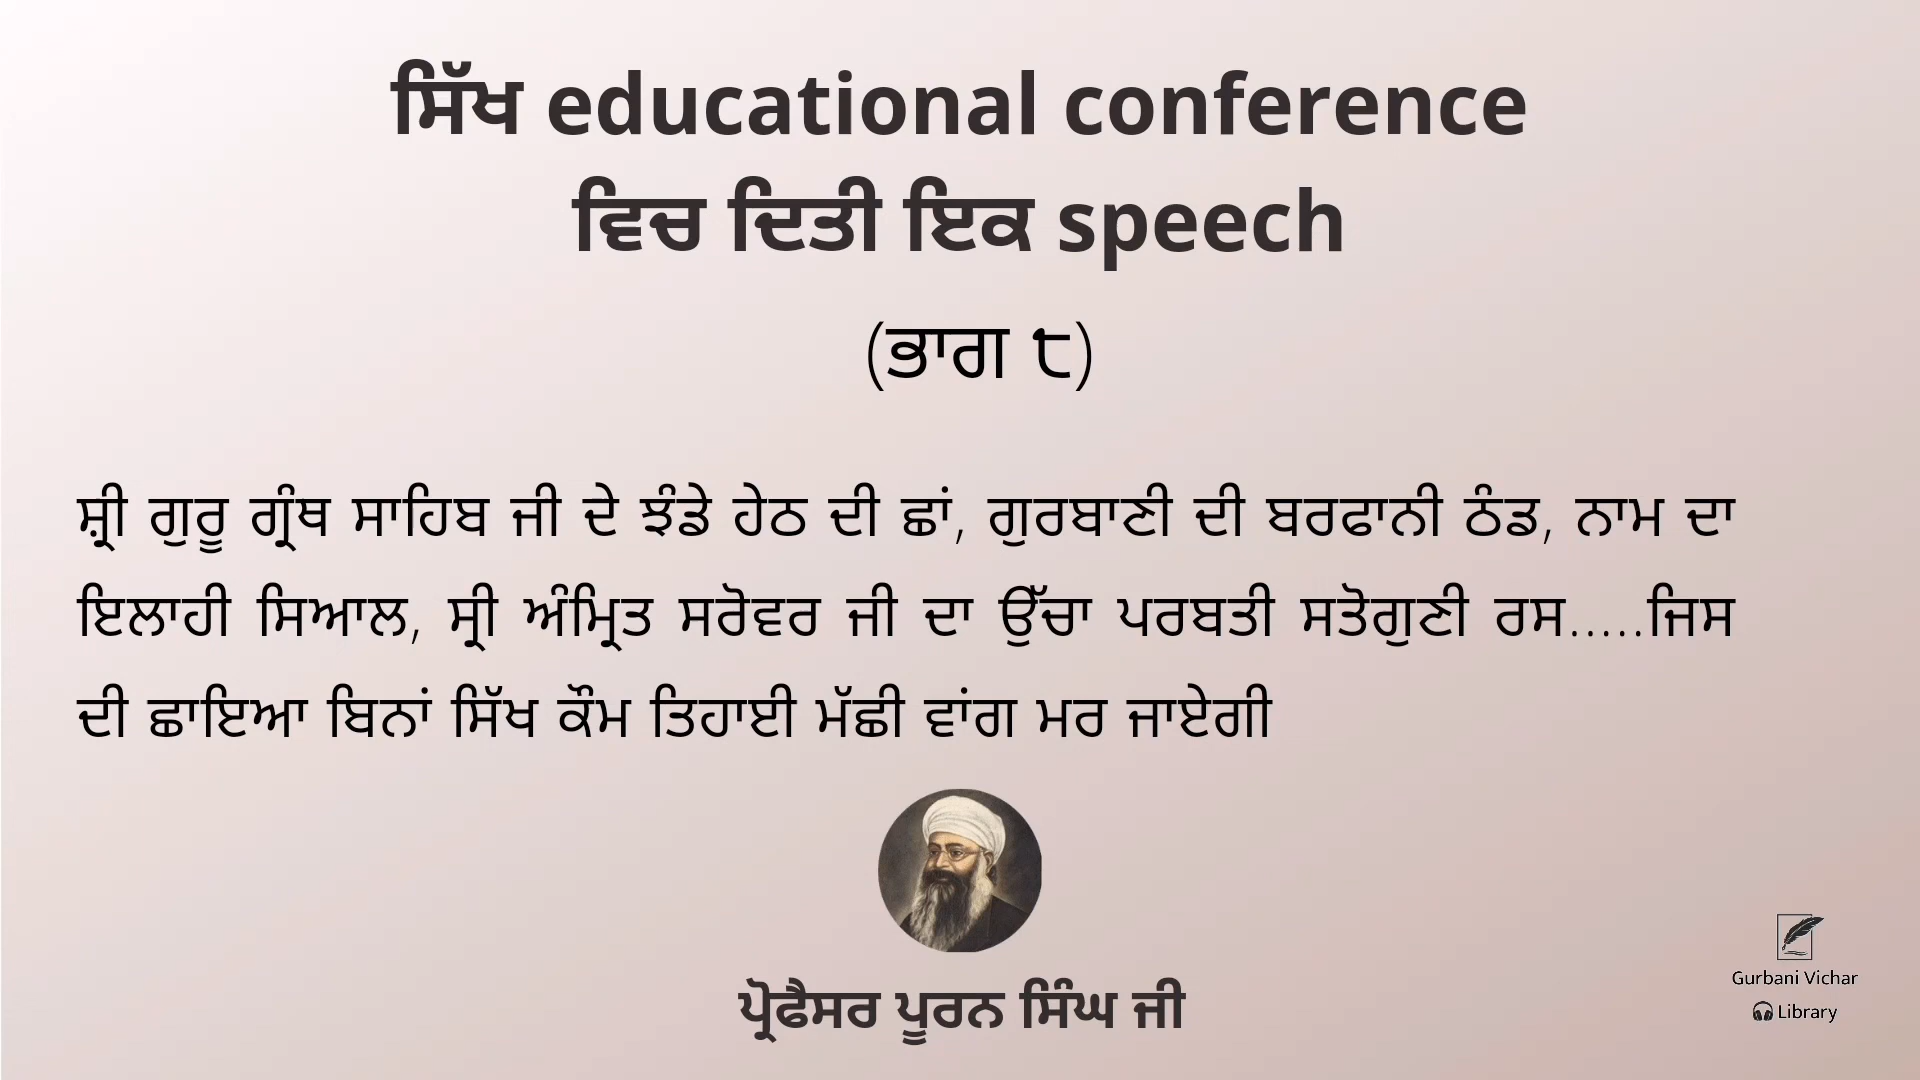 ਸਿੱਖ educational conference
ਵਿਚ ਦਿਤੀ ਇਕ speech
(ਭਾਗ ੮)
ਸ਼੍ਰੀ ਗੁਰੂ ਗ੍ਰੰਥ ਸਾਹਿਬ ਜੀ ਦੇ ਝੰਡੇ ਹੇਠ ਦੀ ਛਾਂ, ਗੁਰਬਾਣੀ ਦੀ ਬਰਫਾਨੀ ਠੰਡ, ਨਾਮ ਦਾ
ਇਲਾਹੀ ਸਿਆਲ, ਸ੍ਰੀ ਅੰਮ੍ਰਿਤ ਸਰੋਵਰ ਜੀ ਦਾ ਉੱਚਾ ਪਰਬਤੀ ਸਤੋਗੁਣੀ ਰਸ.....ਜਿਸ
ਦੀ ਛਾਇਆ ਬਿਨਾਂ ਸਿੱਖ ਕੌਮ ਤਿਹਾਈ ਮੱਛੀ ਵਾਂਗ ਮਰ ਜਾਏਗੀ
ਪ੍ਰੋਫੈਸਰ ਪੂਰਨ ਸਿੰਘ ਜੀ
Gurbani Vichar
Library